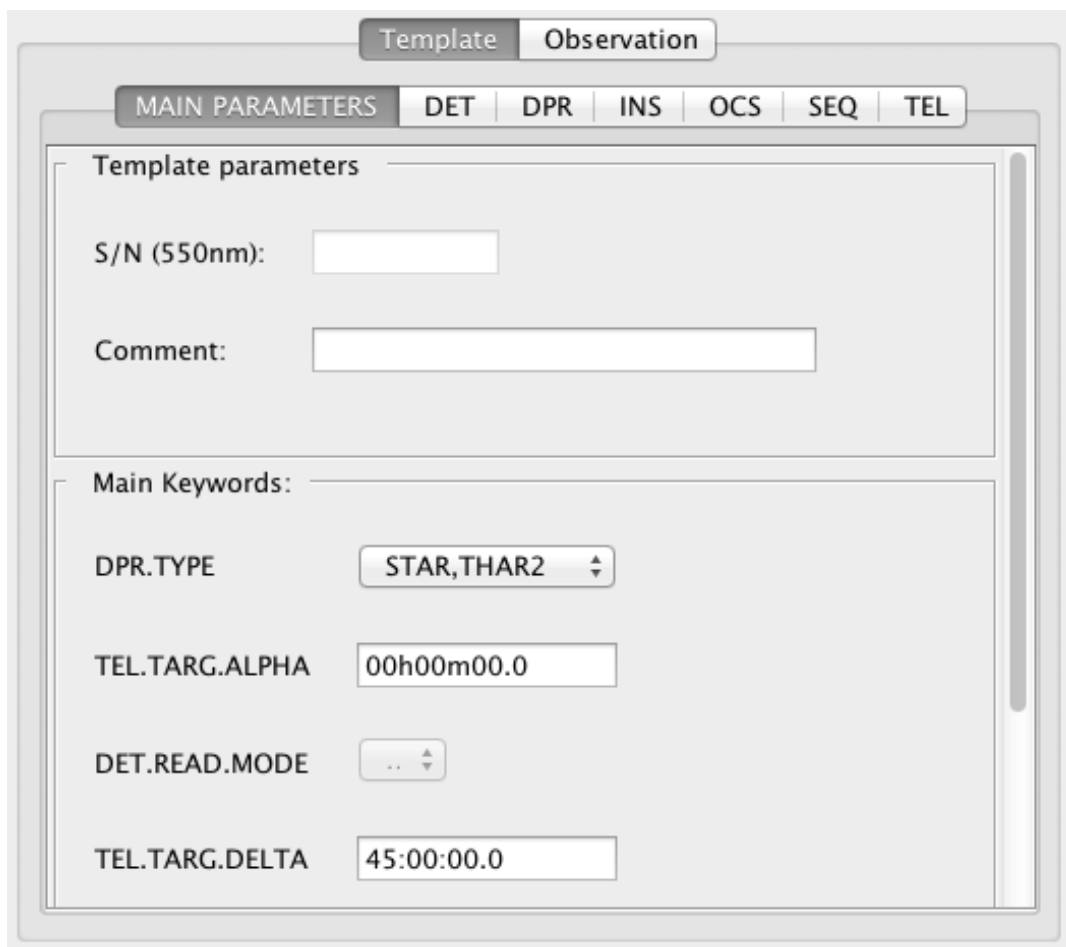 Template Observation
MAIN PARAMETERS DET DPR INS OCS SEQ TEL
Template parameters
S/N (550nm):
Comment:
Main Keywords:
DPR.TYPE STAR,THAR2
TEL.TARG.ALPHA 00h00m00.0
DET.READ.MODE ..
TEL.TARG.DELTA 45:00:00.0